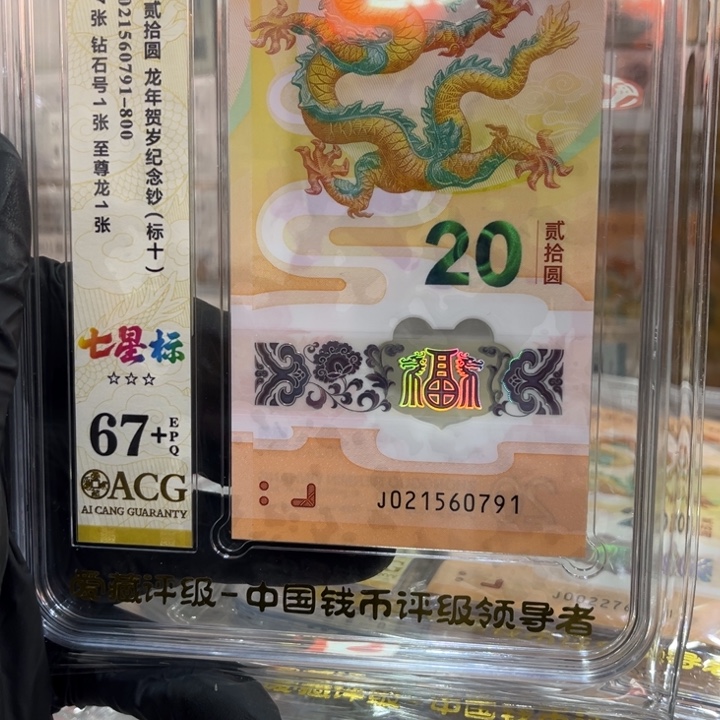 贰拾圆 龙年贺岁纪念钞(标十)
021560791-800
张 钻石号1张 至尊龙1张
七星标
☆☆☆
67+
EPQ
ACG
AI CANG GUARANTY
20
贰拾圆
福
J021560791
爱藏评级-中国钱币评级领导者